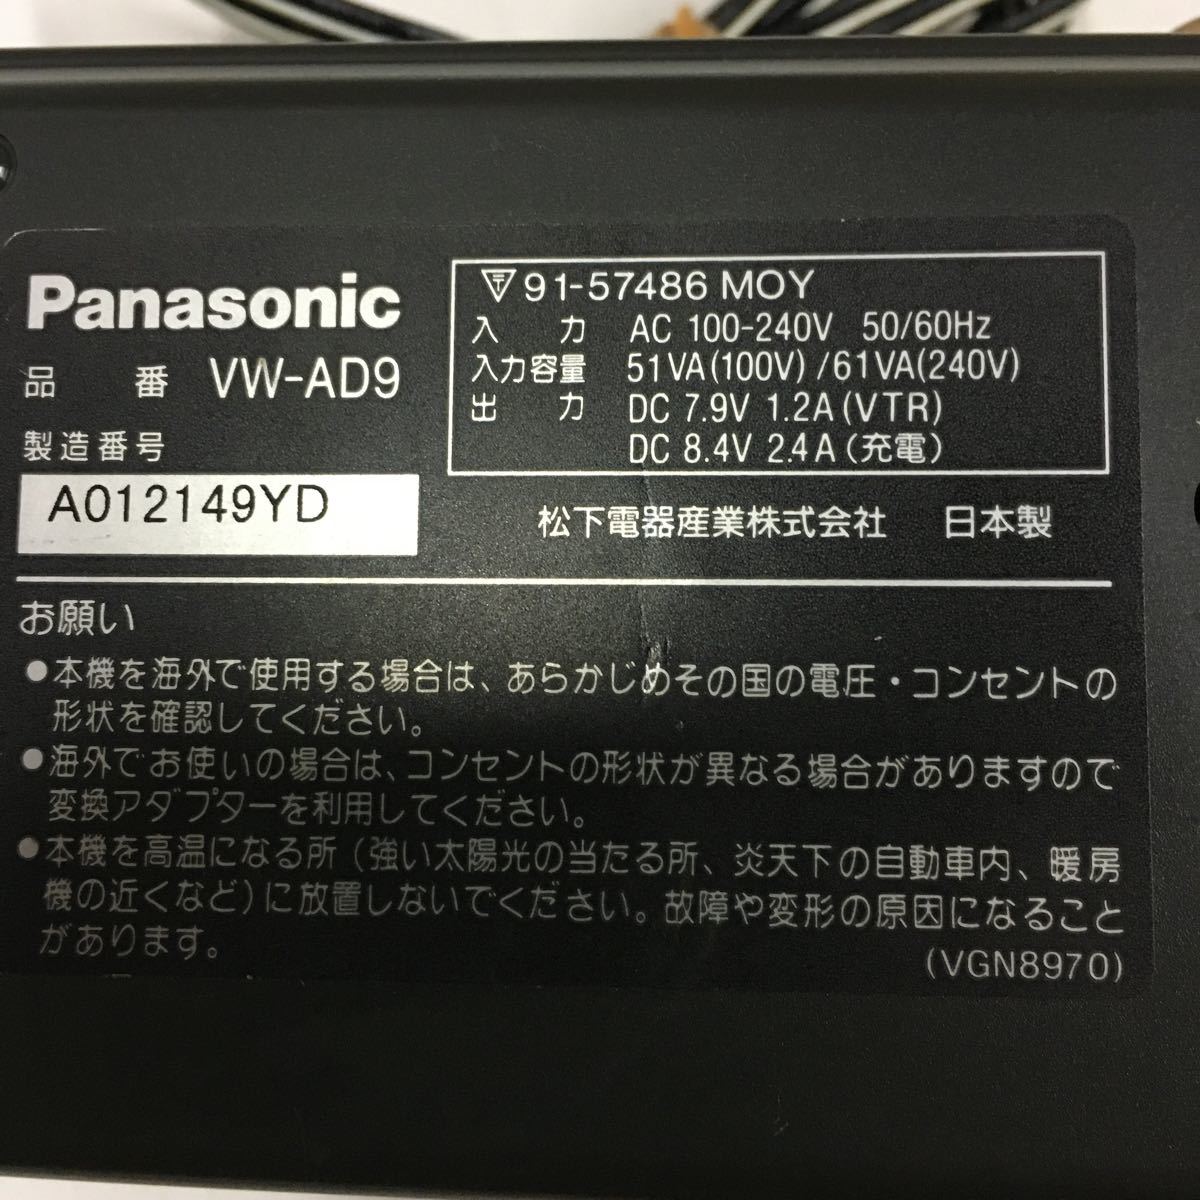 Panasonic
品番 VW-AD9
製造番号
A012149YD
91-57486 MOY
入力 AC 100-240V 50/60Hz
入力容量 51VA(100V)/61VA(240V)
出力 DC 7.9V 1.2A(VTR)
DC 8.4V 2.4A(充電)
松下電器産業株式会社 日本製
お願い
●本機を海外で使用する場合は、あらかじめその国の電圧・コンセントの
形状を確認してください。
●海外でお使いの場合は、コンセントの形状が異なる場合がありますので
変換アダプターを利用してください。
●本機を高温になる所(強い太陽光の当たる所、炎天下の自動車内、暖房
機の近くなど)に放置しないでください。故障や変形の原因になること
があります。
(VGN8970)